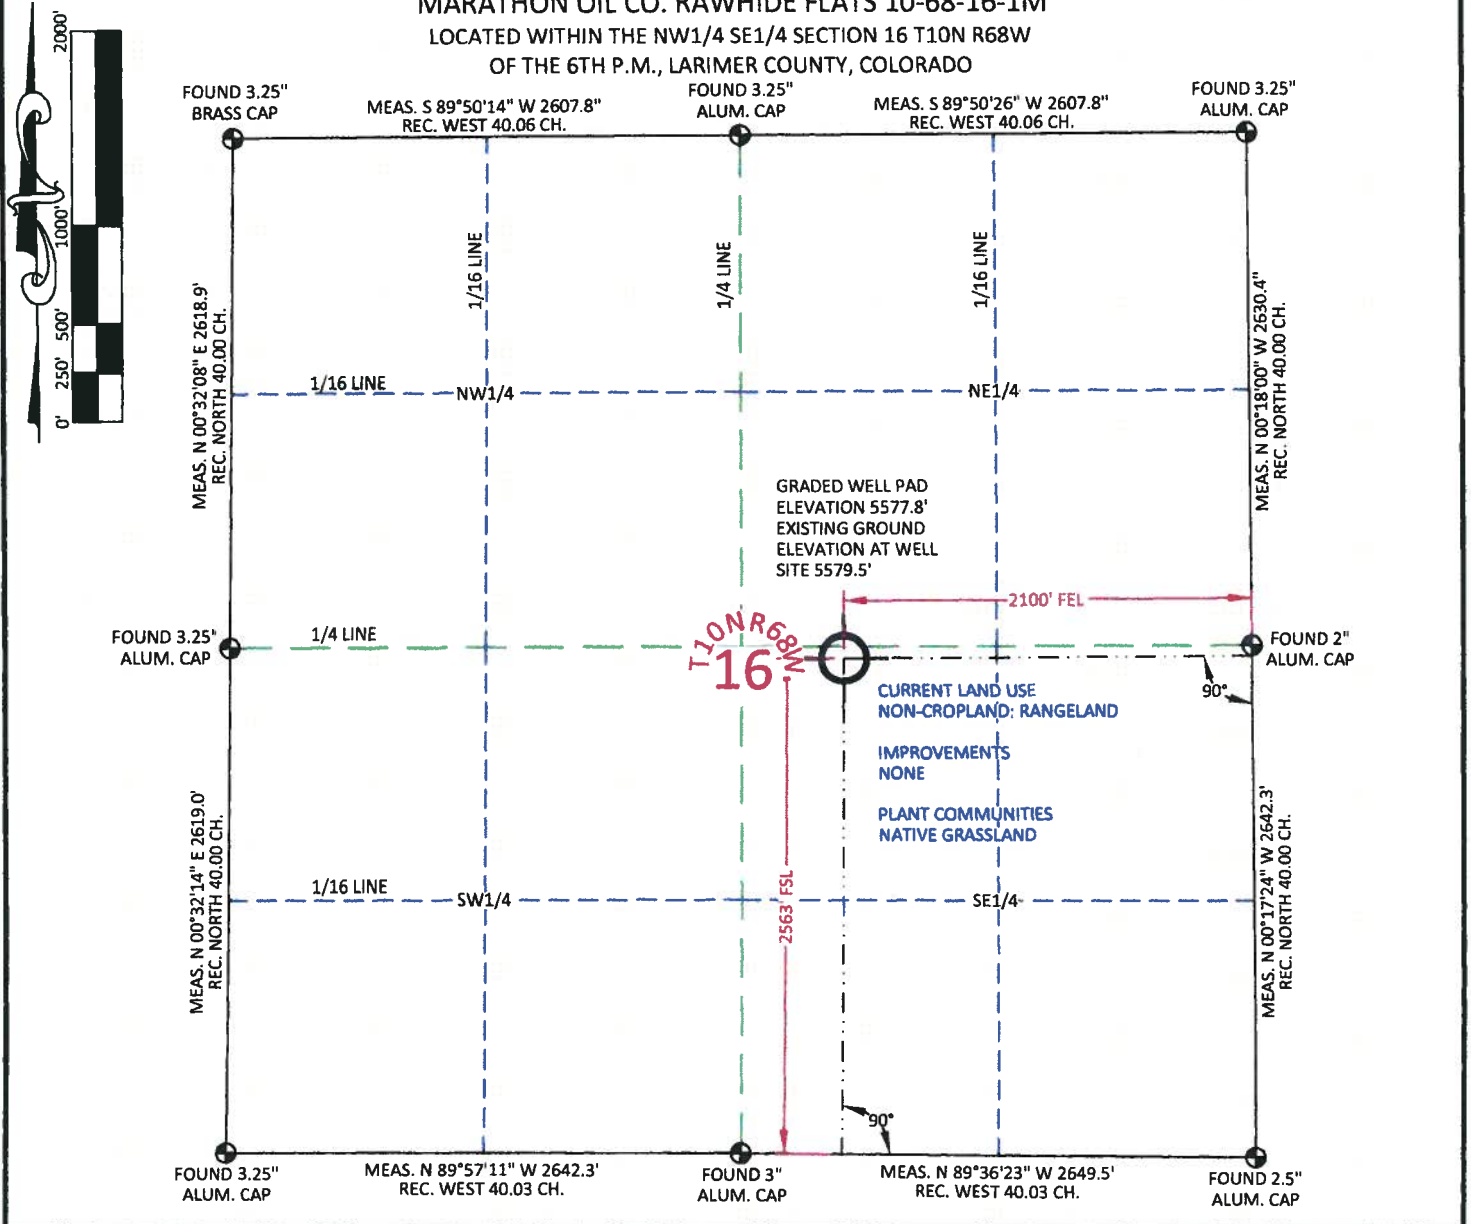 MARATHON OIL CO. RAWHIDE FLATS 10-68-16-1M
LOCATED WITHIN THE NW1/4 SE1/4 SECTION 16 T10N R68W
OF THE 6TH P.M., LARIMER COUNTY, COLORADO
2000'
1000'
500'
250'
0'
FOUND 3.25"
BRASS CAP
MEAS. S 89°50'14" W 2607.8"
REC. WEST 40.06 CH.
FOUND 3.25"
ALUM. CAP
MEAS. S 89°50'26" W 2607.8"
REC. WEST 40.06 CH.
FOUND 3.25"
ALUM. CAP
1/16 LINE
1/4 LINE
1/16 LINE
MEAS. N 00°32'08" E 2618.9'
REC. NORTH 40.00 CH.
MEAS. N 00°18'00" W 2630.4"
REC. NORTH 40.00 CH.
1/16 LINE
NW1/4
NE1/4
GRADED WELL PAD
ELEVATION 5577.8'
EXISTING GROUND
ELEVATION AT WELL
SITE 5579.5'
2100' FEL
T10NR68W
16
FOUND 3.25"
ALUM. CAP
1/4 LINE
FOUND 2"
ALUM. CAP
90°
CURRENT LAND USE
NON-CROPLAND: RANGELAND
IMPROVEMENTS
NONE
PLANT COMMUNITIES
NATIVE GRASSLAND
MEAS. N 00°32'14" E 2619.0'
REC. NORTH 40.00 CH.
MEAS. N 00°17'24" W 2642.3'
REC. NORTH 40.00 CH.
1/16 LINE
SW1/4
SE1/4
2563' FSL
90°
FOUND 3.25"
ALUM. CAP
MEAS. N 89°57'11" W 2642.3'
REC. WEST 40.03 CH.
FOUND 3"
ALUM. CAP
MEAS. N 89°36'23" W 2649.5'
REC. WEST 40.03 CH.
FOUND 2.5"
ALUM. CAP